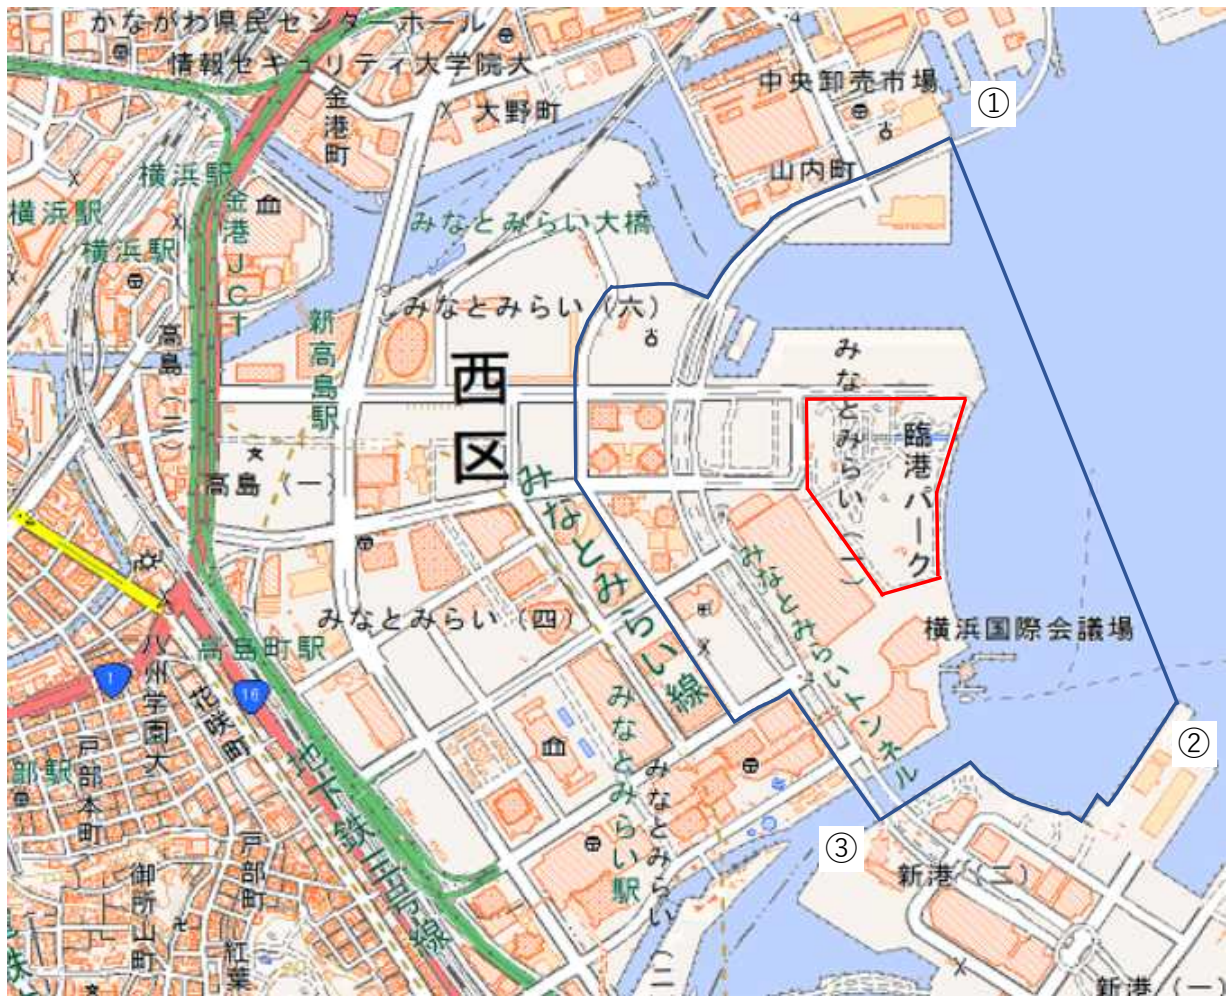 かながわ県民センターホール
情報セキュリティ大学院大
金港町
大野町
中央卸売市場
①
山内町
横浜駅
横浜駅
横浜駅
金港JCT
みなとみらい大橋
高島(二)
新高島駅
みなとみらい(六)
西区
みなとみらい(一)
臨港パーク
高島(一)
みなとみらい線
みなとみらい(四)
みなとみらいトンネル
横浜国際会議場
高島町駅
1
16
八洲学園大
花咲町
戸部本町
部駅
地下鉄
みなとみらい駅
みなとみらい(二)
②
③
新港(二)
戸部町
御所山町
紅葉
新港(一)